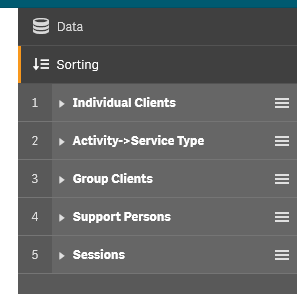 Data
Sorting
1 Individual Clients
2 Activity->Service Type
3 Group Clients
4 Support Persons
5 Sessions